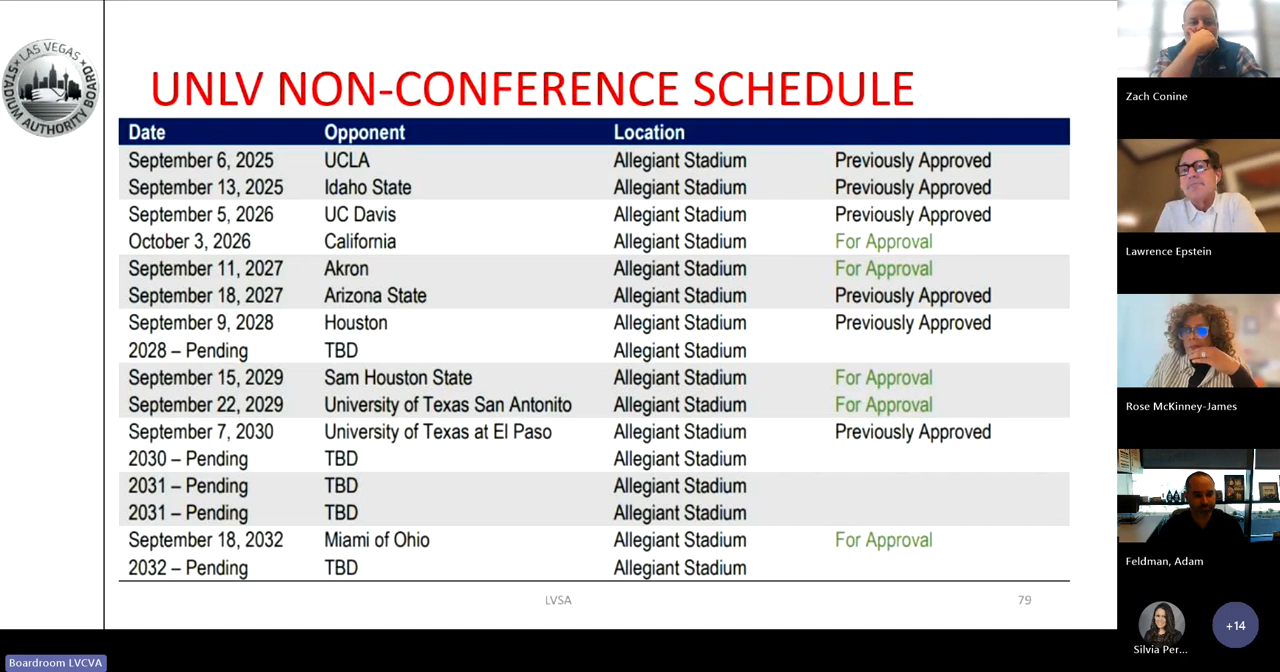 LAS VEGAS
STADIUM AUTHORITY BOARD
UNLV NON-CONFERENCE SCHEDULE
Date Opponent Location
September 6, 2025 UCLA Allegiant Stadium Previously Approved
September 13, 2025 Idaho State Allegiant Stadium Previously Approved
September 5, 2026 UC Davis Allegiant Stadium Previously Approved
October 3, 2026 California Allegiant Stadium For Approval
September 11, 2027 Akron Allegiant Stadium For Approval
September 18, 2027 Arizona State Allegiant Stadium Previously Approved
September 9, 2028 Houston Allegiant Stadium Previously Approved
2028 – Pending TBD Allegiant Stadium
September 15, 2029 Sam Houston State Allegiant Stadium For Approval
September 22, 2029 University of Texas San Antonito Allegiant Stadium For Approval
September 7, 2030 University of Texas at El Paso Allegiant Stadium Previously Approved
2030 – Pending TBD Allegiant Stadium
2031 – Pending TBD Allegiant Stadium
2031 – Pending TBD Allegiant Stadium
September 18, 2032 Miami of Ohio Allegiant Stadium For Approval
2032 – Pending TBD Allegiant Stadium
LVSA 79
Zach Conine
Lawrence Epstein
Rose McKinney-James
Feldman, Adam
Silvia Per...
+14
Boardroom LVCVA